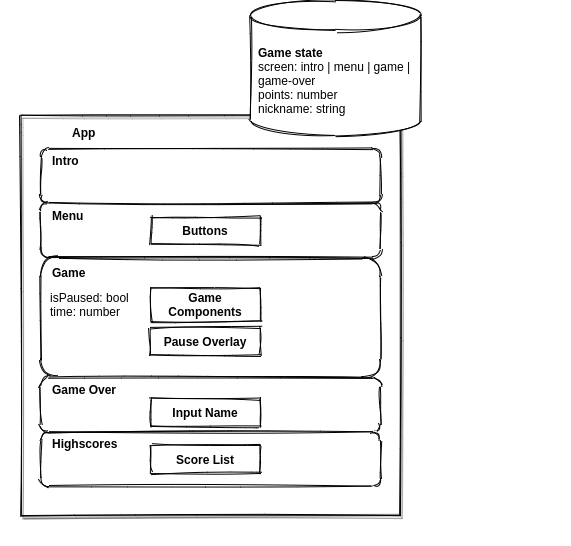 Game state
screen: intro | menu | game |
game-over
points: number
nickname: string
App
Intro
Menu
Buttons
Game
isPaused: bool
time: number
Game
Components
Pause Overlay
Game Over
Input Name
Highscores
Score List